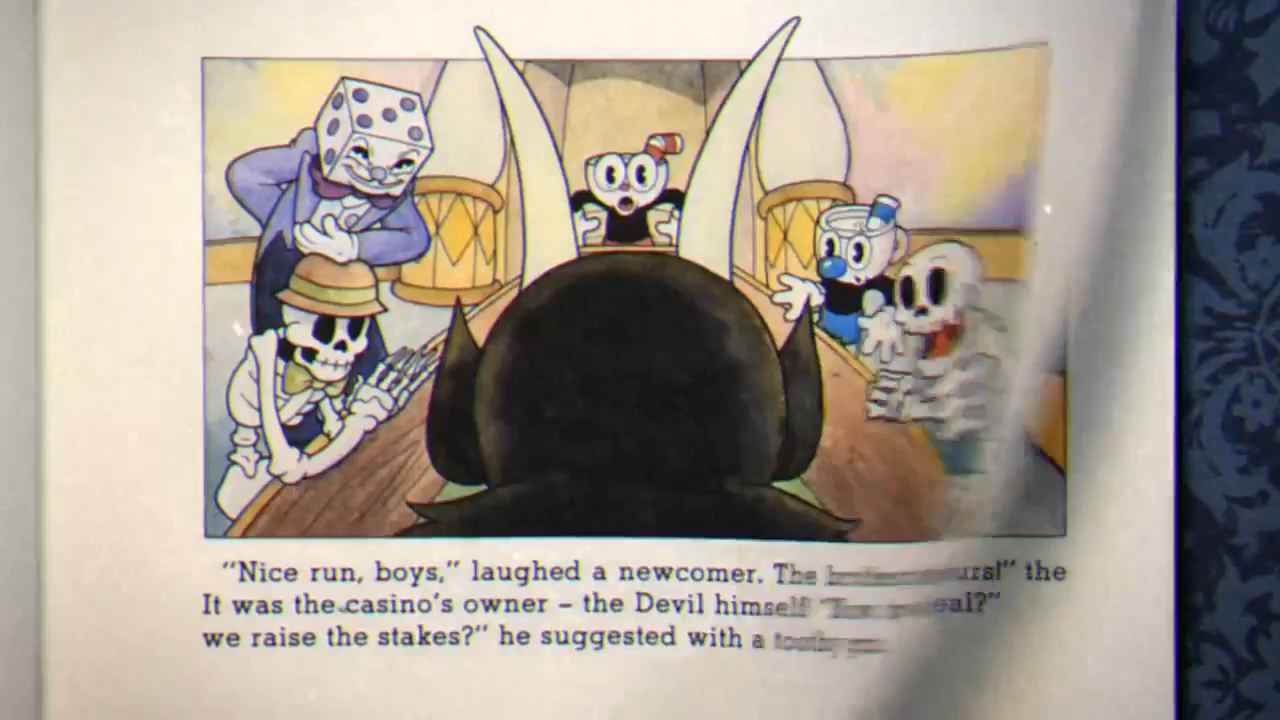 “Nice run, boys,” laughed a newcomer. The urs!” the
It was the casino’s owner – the Devil himself eal?”
we raise the stakes?” he suggested with a